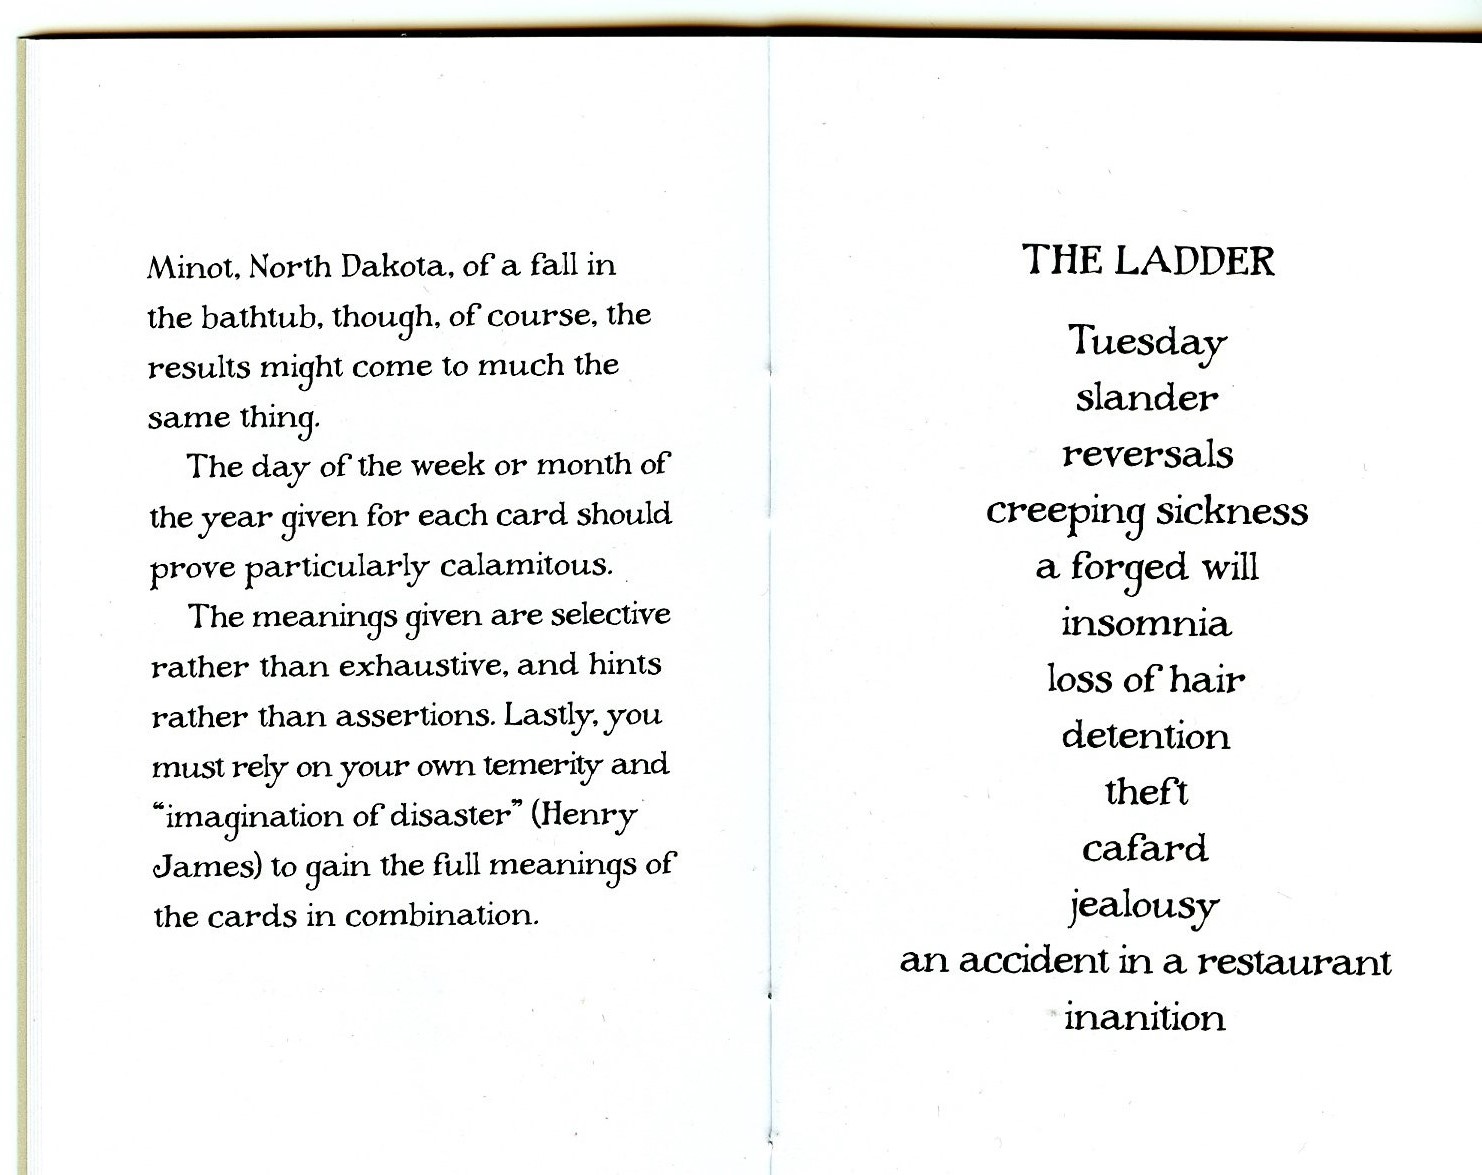 Minot, North Dakota, of a fall in
the bathtub, though, of course, the
results might come to much the
same thing.
The day of the week or month of
the year given for each card should
prove particularly calamitous.
The meanings given are selective
rather than exhaustive, and hints
rather than assertions. Lastly, you
must rely on your own temerity and
“imagination of disaster” (Henry
James) to gain the full meanings of
the cards in combination.
THE LADDER
Tuesday
slander
reversals
creeping sickness
a forged will
insomnia
loss of hair
detention
theft
cafard
jealousy
an accident in a restaurant
inanition